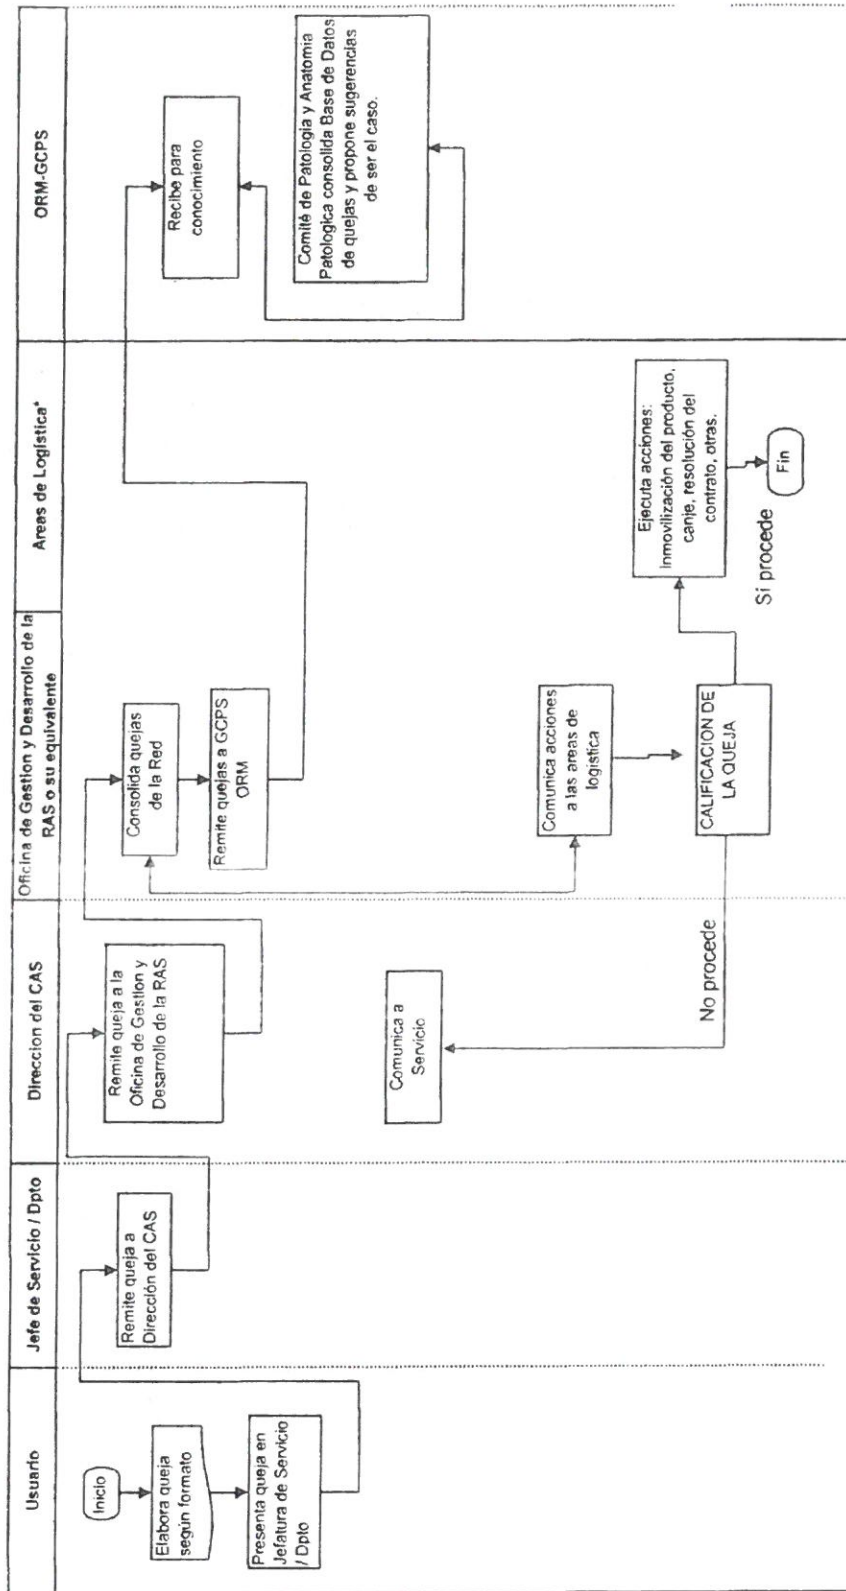 Usuario
Jefe de Servicio / Dpto
Direccion del CAS
Oficina de Gestion y Desarrollo de la
RAS o su equivalente
Areas de Logística*
ORM-GCPS
Inicio
Elabora queja
según formato
Presenta queja en
Jefatura de Servicio
/ Dpto
Remite queja a
Dirección del CAS
Remite queja a la
Oficina de Gestion y
Desarrollo de la RAS
Comunica a
Servicio
No procede
Consolida quejas
de la Red
Remite quejas a GCPS
ORM
Comunica acciones
a las areas de
logística
CALIFICACION DE
LA QUEJA
Ejecuta acciones:
Inmovilización del producto,
canje, resolución del
contrato, otras.
Sí procede
Fin
Recibe para
conocimiento
Comité de Patología y Anatomia
Patologica consolida Base de Datos
de quejas y propone sugerencias
de ser el caso.